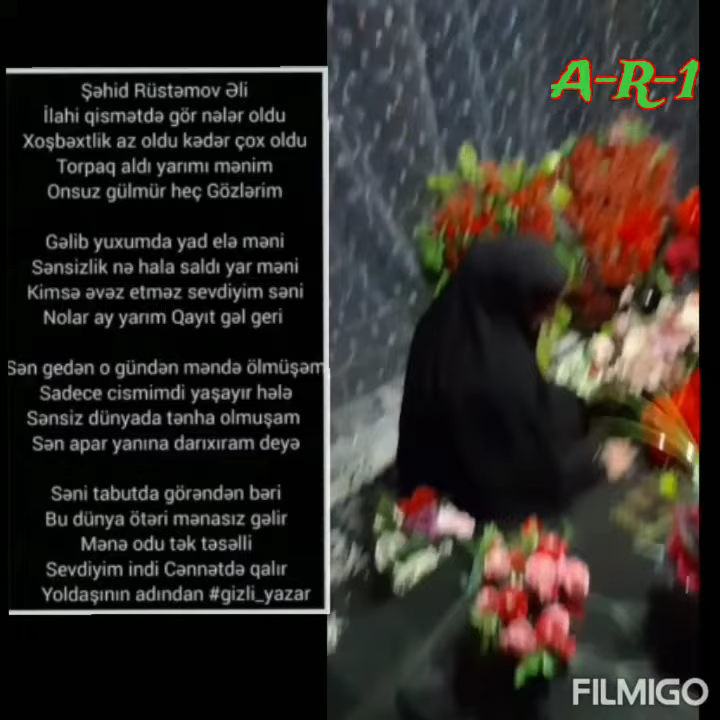 Şəhid Rüstəmov Əli
İlahi qismətdə gör nələr oldu
Xoşbəxtlik az oldu kədər çox oldu
Torpaq aldı yarımı mənim
Onsuz gülmür heç Gözlərim
Gəlib yuxumda yad elə məni
Sənsizlik nə hala saldı yar məni
Kimsə əvəz etməz sevdiyim səni
Nolar ay yarım Qayıt gəl geri
Sən gedən o gündən məndə ölmüşəm
Sadece cismimdi yaşayır hələ
Sənsiz dünyada tənha olmuşam
Sən apar yanına darıxıram deyə
Səni tabutda görəndən bəri
Bu dünya ötəri mənasız gəlir
Mənə odu tək təsəlli
Sevdiyim indi Cənnətdə qalır
Yoldaşının adından #gizli_yazar
A-R-1
FILMIGO